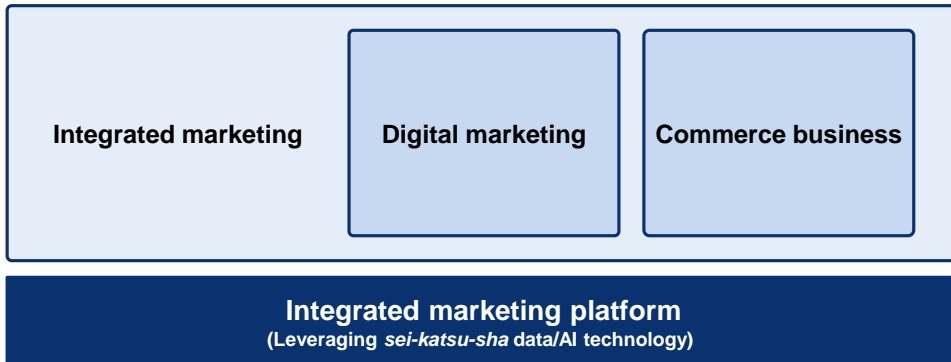 Integrated marketing
Digital marketing
Commerce business
Integrated marketing platform
(Leveraging sei-katsu-sha data/AI technology)